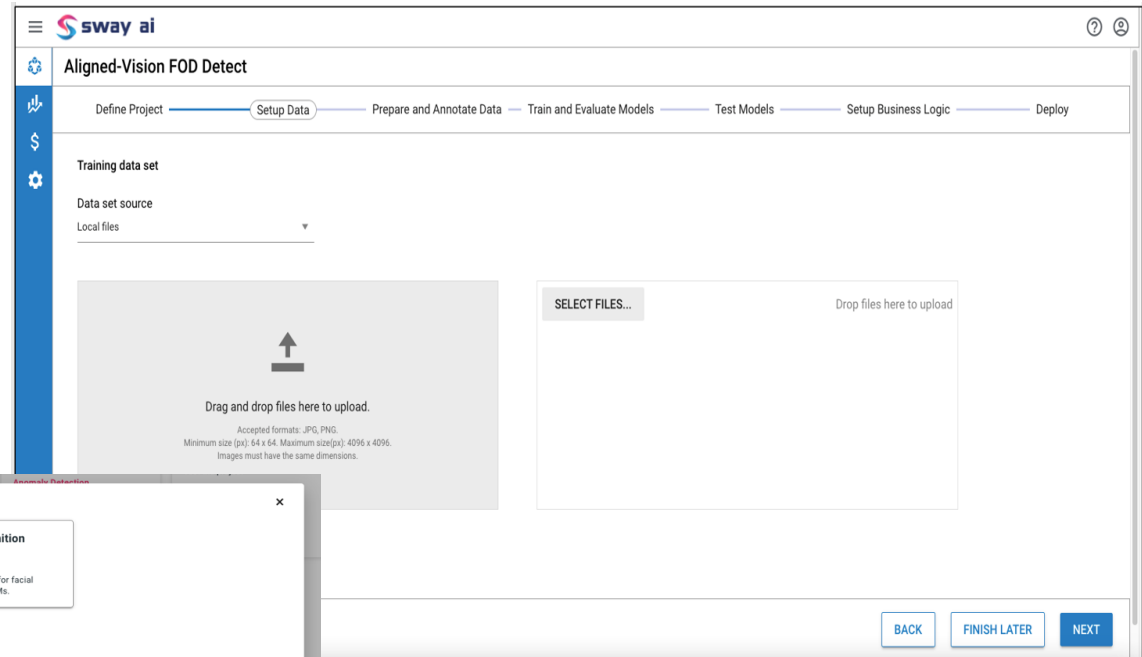 sway ai
Aligned-Vision FOD Detect
Define Project
Setup Data
Prepare and Annotate Data
Train and Evaluate Models
Test Models
Setup Business Logic
Deploy
Training data set
Data set source
Local files
SELECT FILES...
Drop files here to upload
Drag and drop files here to upload.
Accepted formats: JPG, PNG.
Minimum size (px): 64 x 64. Maximum size(px): 4096 x 4096.
Images must have the same dimensions.
Anomaly Detection
for facial
BACK
FINISH LATER
NEXT